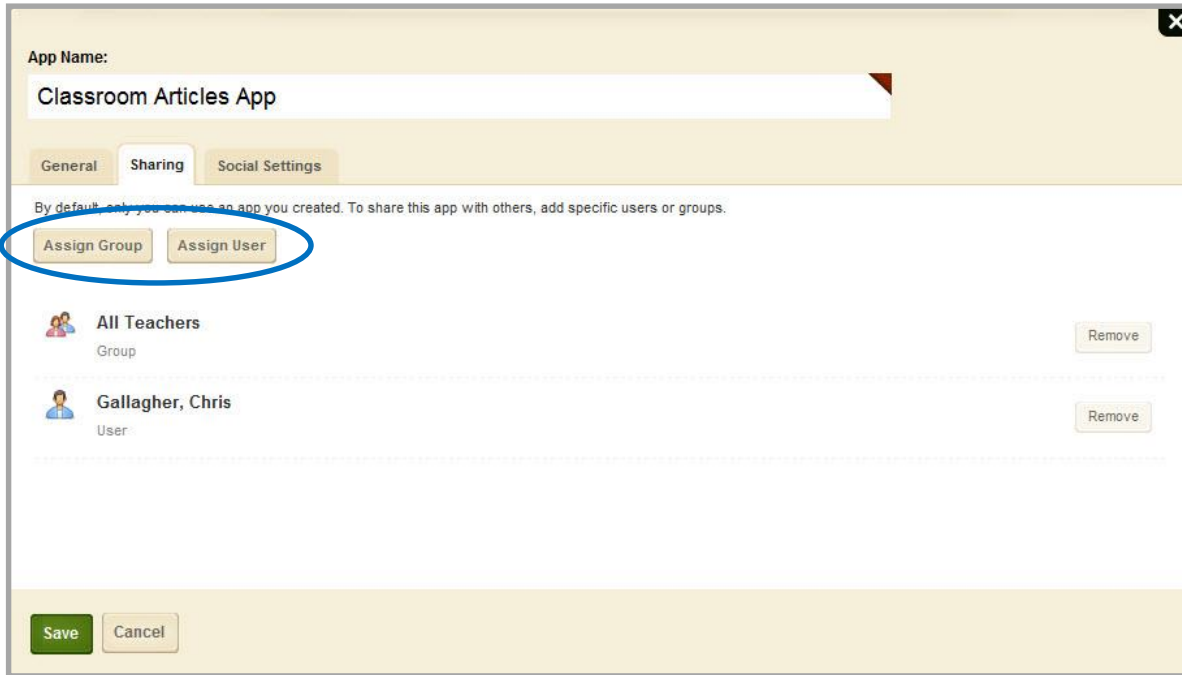 App Name:
Classroom Articles App
General Sharing Social Settings
By default, only you can use an app you created. To share this app with others, add specific users or groups.
Assign Group Assign User
All Teachers
Group
Remove
Gallagher, Chris
User
Remove
Save Cancel